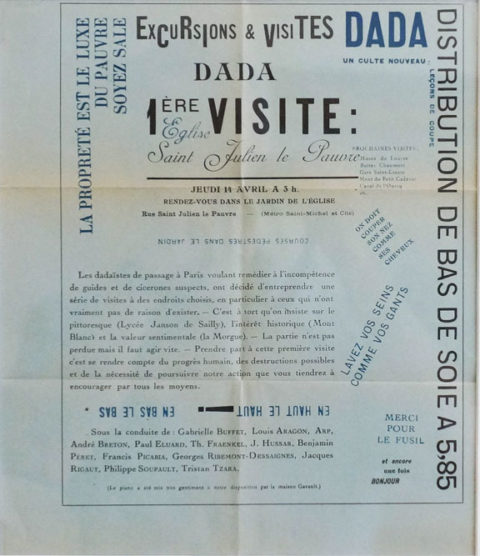 LA PROPRETÉ EST LE LUXE
DU PAUVRE
SOYEZ SALE
EXCURSIONS & VISITES
DADA
1ÈRE VISITE :
Eglise
Saint Julien le Pauvre
DADA
UN CULTE NOUVEAU :
LEÇONS DE COUPE
DISTRIBUTION DE BAS DE SOIE A 5,85
PROCHAINES VISITES :
Musée du Louvre
Buttes Chaumont
Gare Saint-Lazare
Mont du Petit Cadenas
Canal de l'Ourcq
JEUDI 14 AVRIL A 3 h.
RENDEZ-VOUS DANS LE JARDIN DE L'ÉGLISE
Rue Saint Julien le Pauvre — (Métro Saint-Michel et Cité)
COURSES PEDESTRES DANS LE JARDIN
ON DOIT
COUPER
SON NEZ
COMME
SES
CHEVEUX
Les dadaïstes de passage à Paris voulant remédier à l'incompétence
de guides et de cicerones suspects, ont décidé d'entreprendre une
série de visites à des endroits choisis, en particulier à ceux qui n'ont
vraiment pas de raison d'exister. — C'est à tort qu'on insiste sur le
pittoresque (Lycée Janson de Sailly), l'intérêt historique (Mont
Blanc) et la valeur sentimentale (la Morgue). — La partie n'est pas
perdue mais il faut agir vite. — Prendre part à cette première visite
c'est se rendre compte du progrès humain, des destructions possibles
et de la nécessité de poursuivre notre action que vous tiendrez à
encourager par tous les moyens.
LAVEZ VOS SEINS
COMME VOS GANTS
EN BAS LE BAS
EN HAUT LE HAUT
Sous la conduite de : Gabrielle BUFFET, Louis ARAGON, ARP,
André BRETON, Paul ELUARD, Th. FRAENKEL, J. HUSSAR, Benjamin
PÉRET, Francis PICABIA, Georges RIBEMONT-DESSAIGNES, Jacques
RIGAUT, Philippe SOUPAULT, Tristan TZARA.
(Le piano a été mis très gentiment à notre disposition par la maison Gavault.)
MERCI
POUR
LE FUSIL
et encore
une fois
BONJOUR